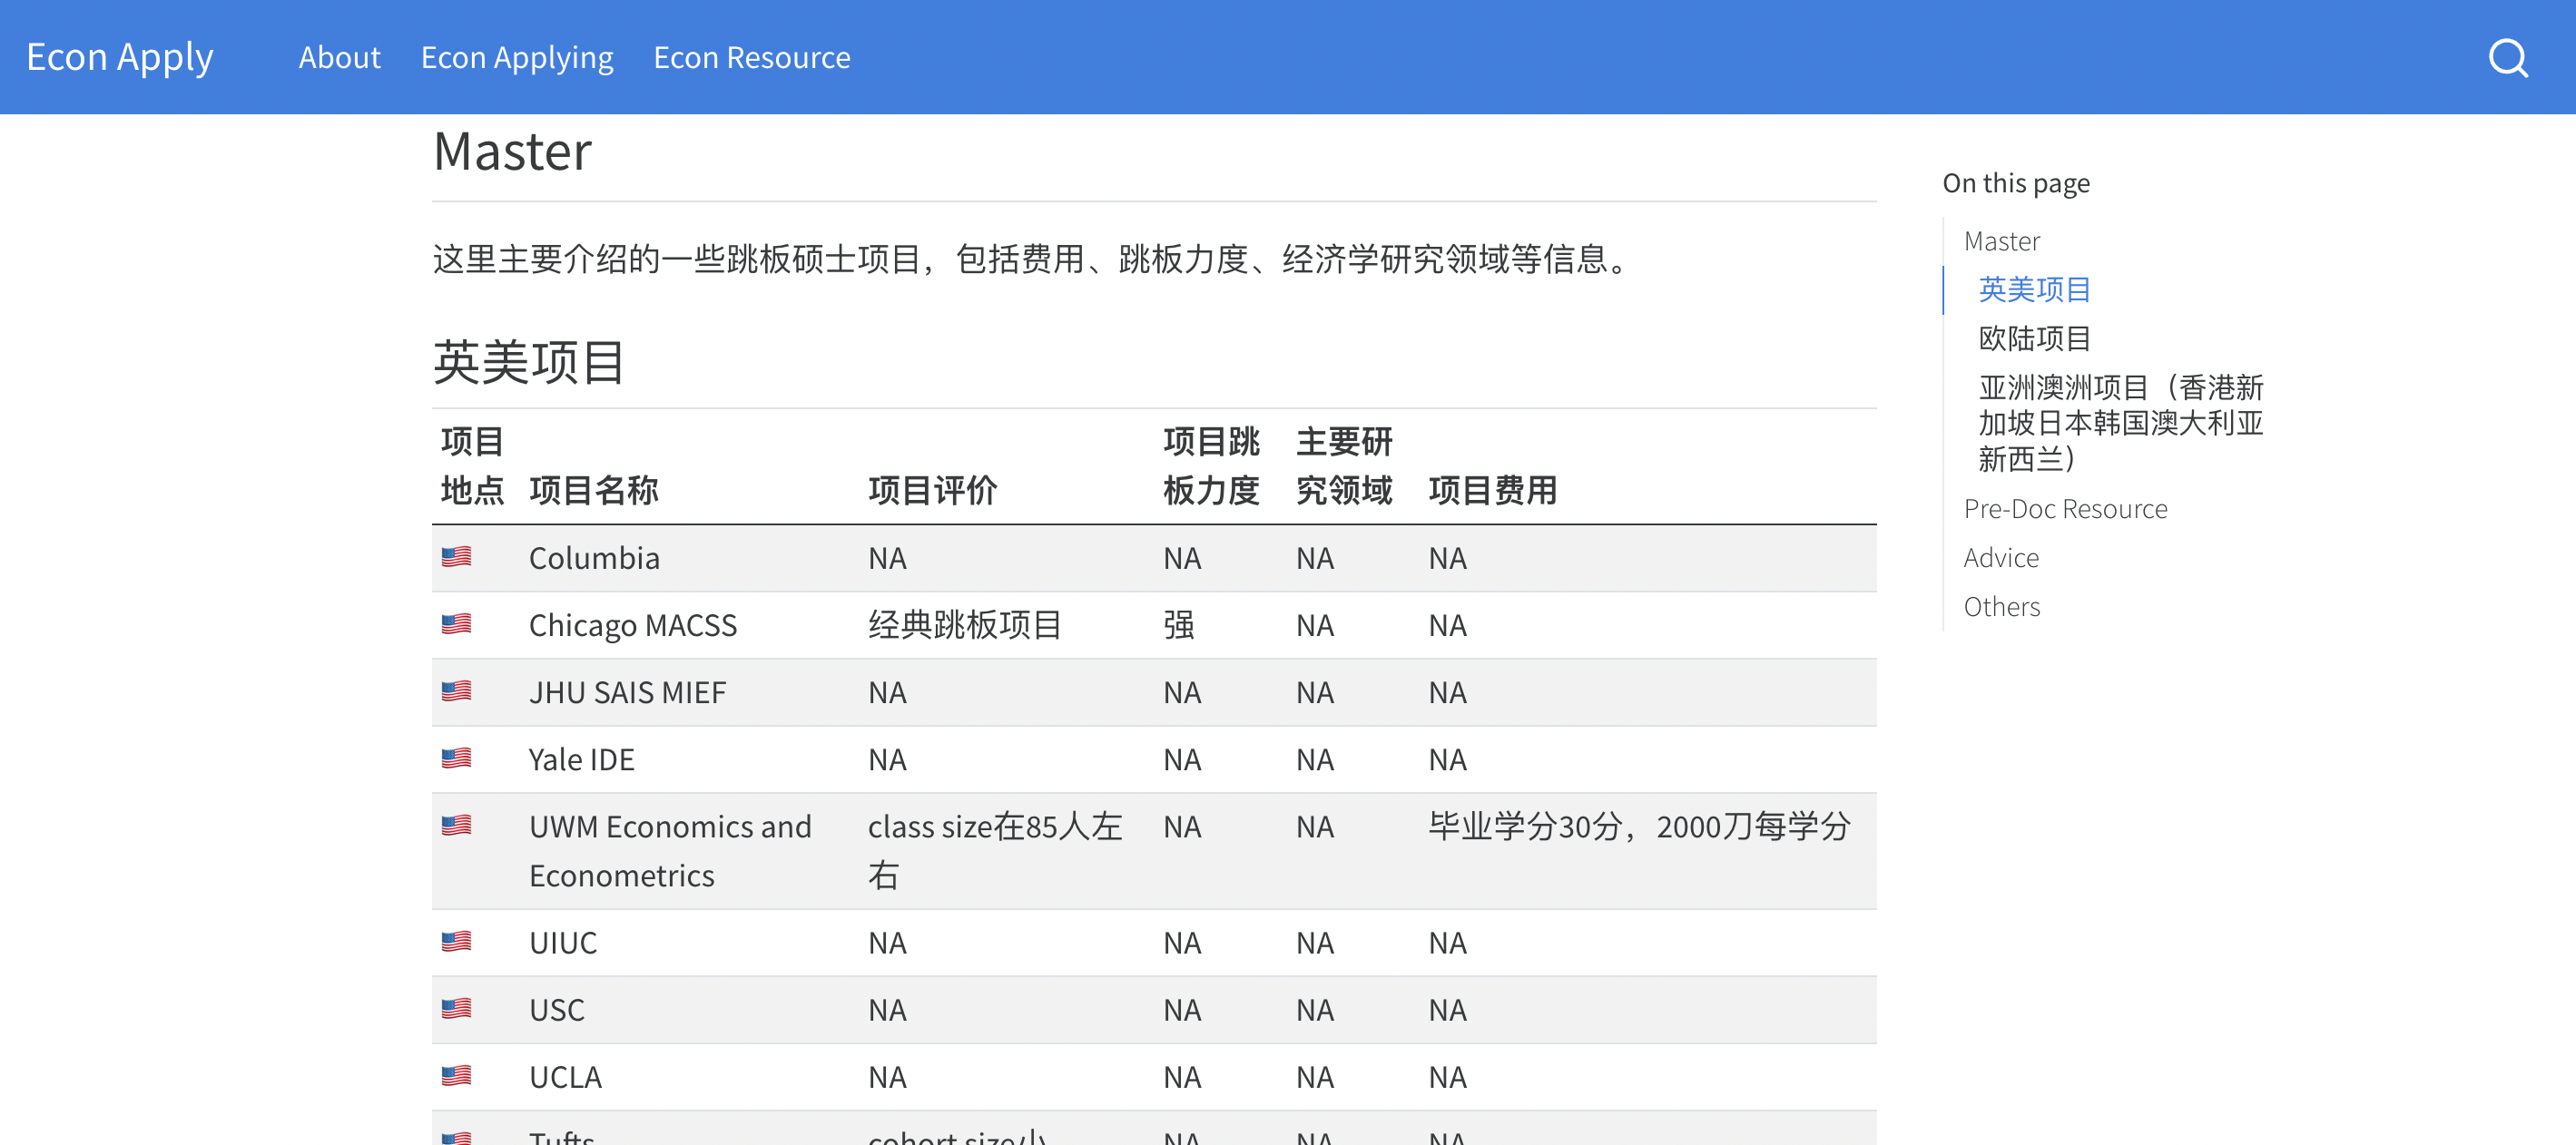 Econ Apply About Econ Applying Econ Resource
Master
这里主要介绍的一些跳板硕士项目，包括费用、跳板力度、经济学研究领域等信息。
英美项目
项目地点 项目名称 项目评价 项目跳板力度 主要研究领域 项目费用
Columbia NA NA NA NA
Chicago MACSS 经典跳板项目 强 NA NA
JHU SAIS MIEF NA NA NA NA
Yale IDE NA NA NA NA
UWM Economics and Econometrics class size在85人左右 NA NA 毕业学分30分，2000刀每学分
UIUC NA NA NA NA
USC NA NA NA NA
UCLA NA NA NA NA
Tufts cohort size小 NA NA NA
On this page
Master
英美项目
欧陆项目
亚洲澳洲项目（香港新
加坡日本韩国澳大利亚
新西兰）
Pre-Doc Resource
Advice
Others